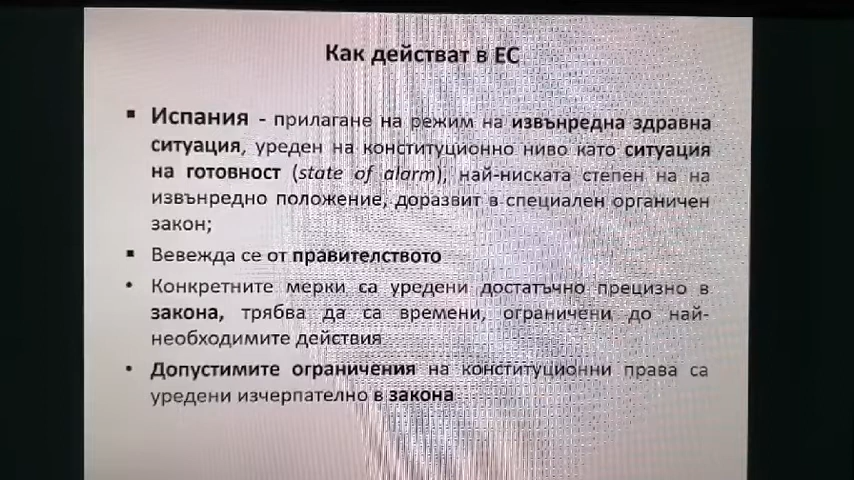 Как действат в ЕС
▪ Испания - прилагане на режим на извънредна здравна
ситуация, уреден на конституционно ниво като ситуация
на готовност (state of alarm), най-ниската степен на на
извънредно положение, доразвит в специален органичен
закон;
▪ Вевежда се от правителството
• Конкретните мерки са уредени достатъчно прецизно в
закона, трябва да са времени, ограничени до най-
необходимите действия
• Допустимите ограничения на конституционни права са
уредени изчерпателно в закона